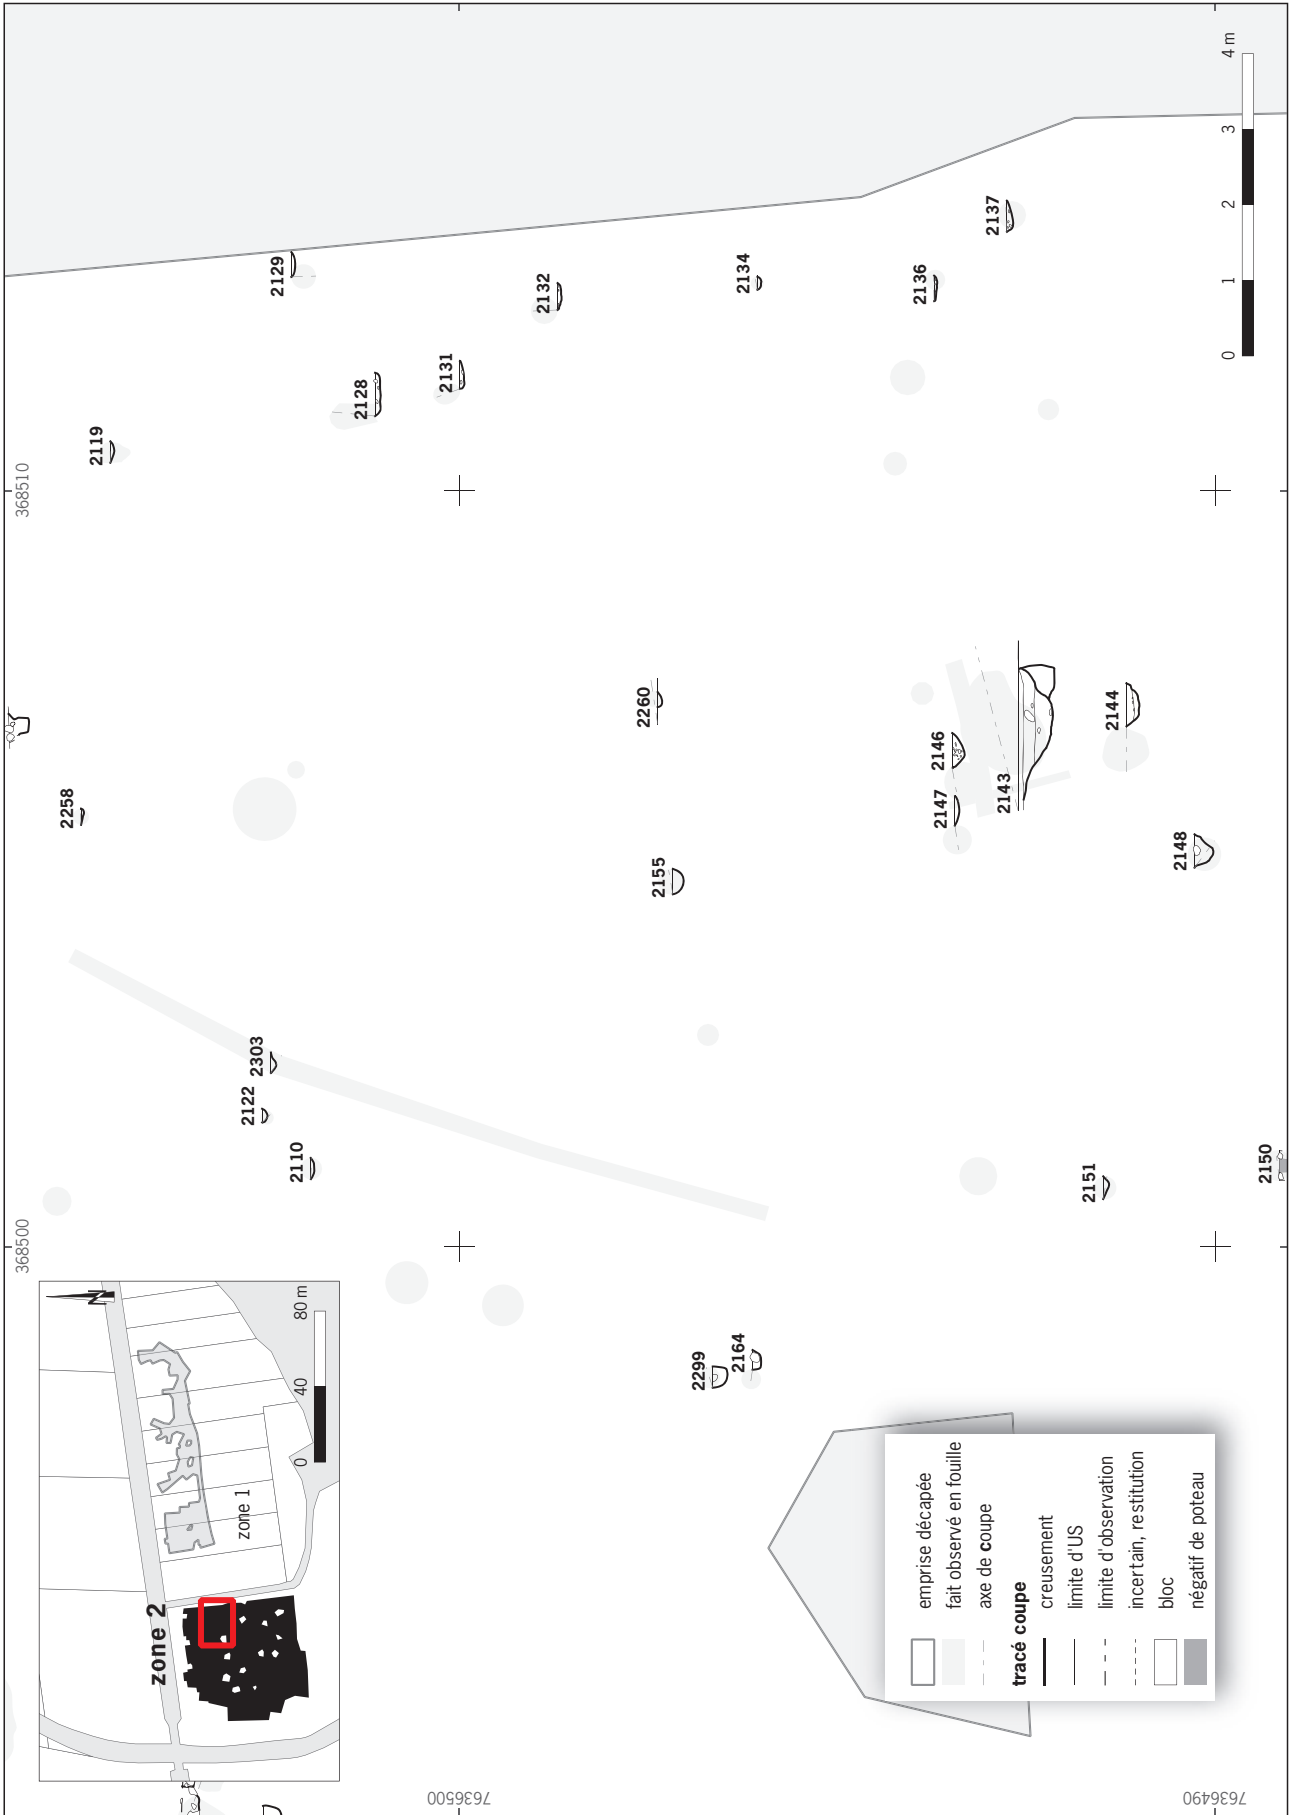 368510
368500
7636500
7636490
2129
2137
2132
2134
2136
2131
2128
2119
2260
2146
2144
2143
2147
2258
2148
2155
2303
2122
2110
2151
2150
2299
2164
0
1
2
3
4 m
N
zone 2
zone 1
0
40
80 m
emprise décapée
fait observé en fouille
axe de coupe
tracé coupe
creusement
limite d'US
limite d'observation
incertain, restitution
bloc
négatif de poteau